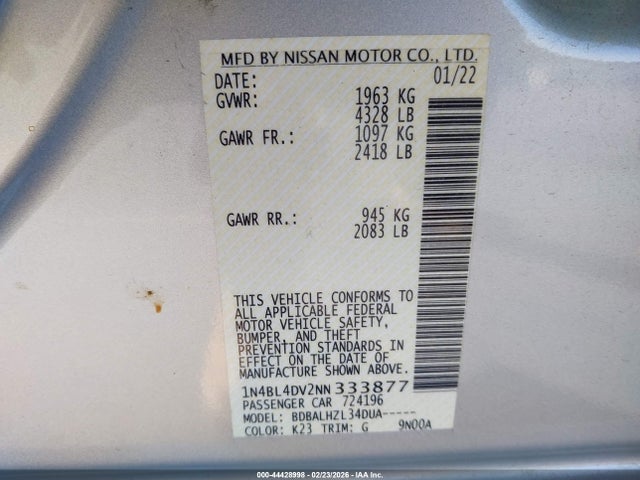 MFD BY NISSAN MOTOR CO., LTD.
DATE: 01/22
GVWR: 1963 KG
4328 LB
GAWR FR.: 1097 KG
2418 LB
GAWR RR.: 945 KG
2083 LB
THIS VEHICLE CONFORMS TO
ALL APPLICABLE FEDERAL
MOTOR VEHICLE SAFETY,
BUMPER, AND THEFT
PREVENTION STANDARDS IN
EFFECT ON THE DATE OF
MANUFACTURE SHOWN ABOVE.
1N4BL4DV2NN333877
PASSENGER CAR 724196
MODEL: BDBALHZL34DUA-----
COLOR: K23 TRIM: G 9N00A
000-44428998 - 02/23/2026 - IAA Inc.